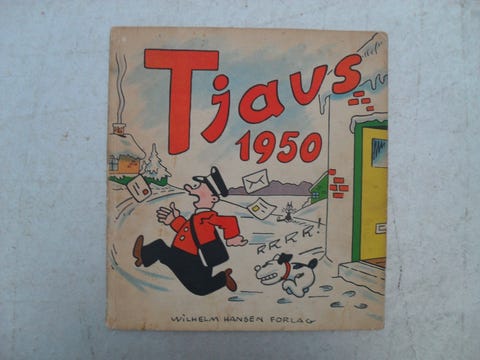 Tjavs
1950
RRRR!
WILHELM HANSEN FORLAG